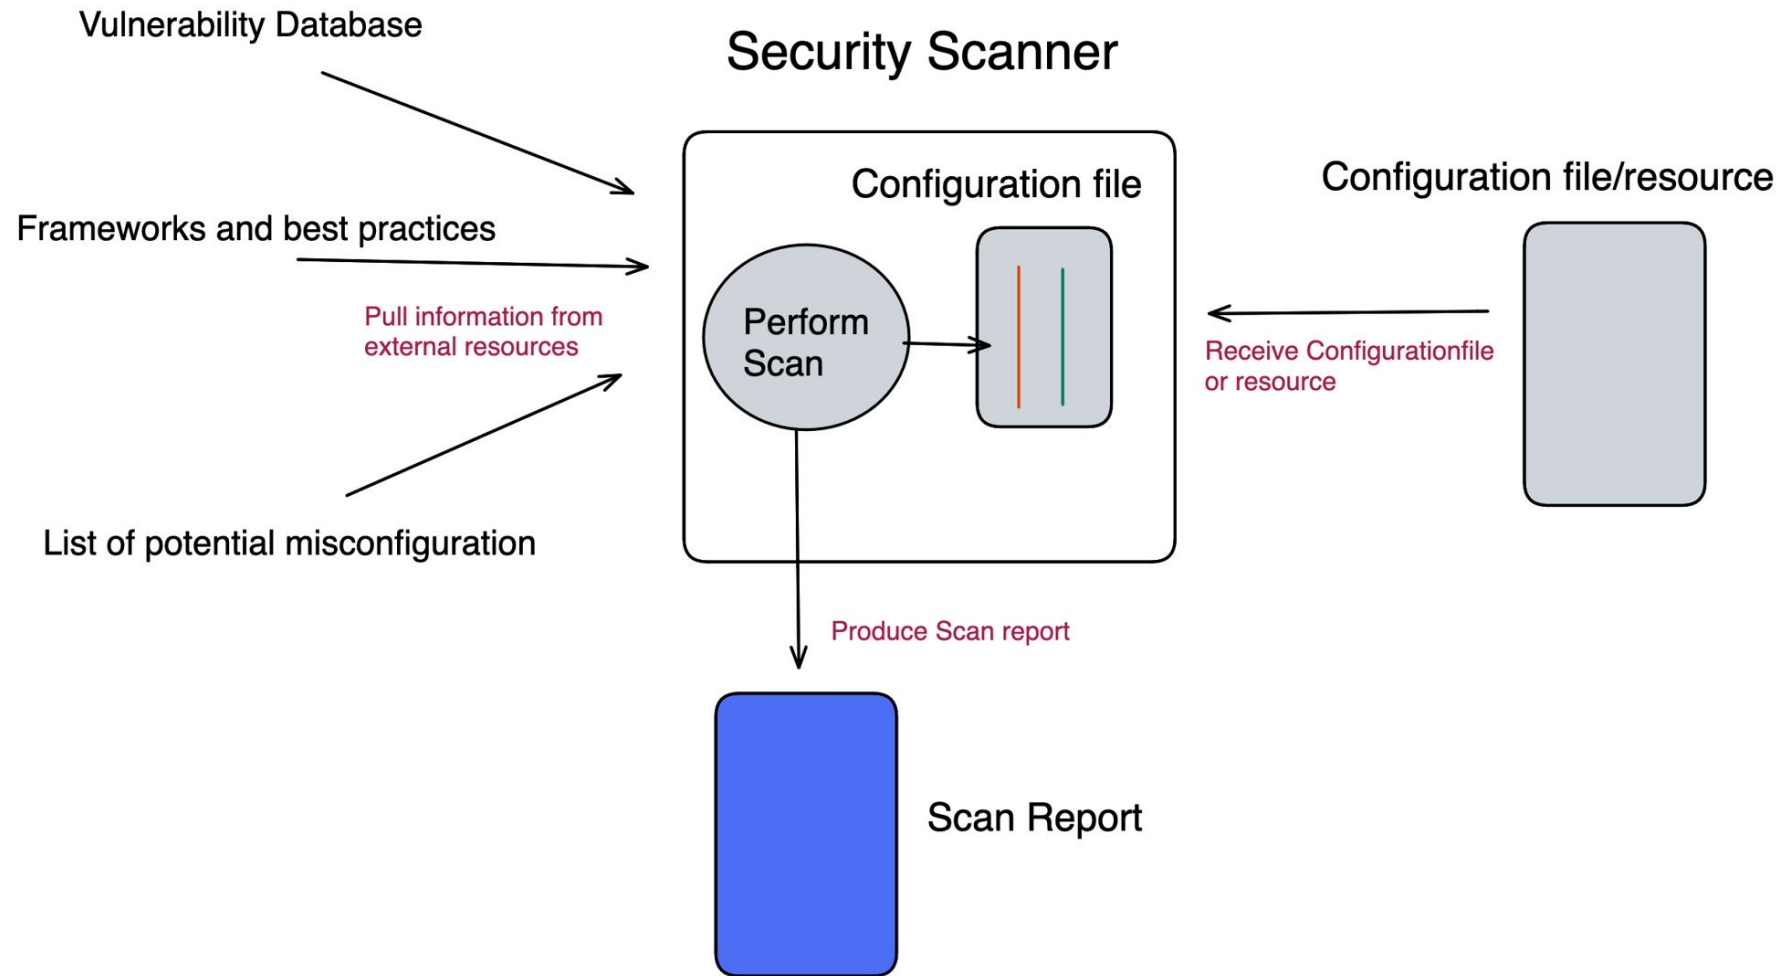 Vulnerability Database
Security Scanner
Configuration file
Configuration file/resource
Frameworks and best practices
Perform
Scan
Pull information from
external resources
Receive Configurationfile
or resource
List of potential misconfiguration
Produce Scan report
Scan Report